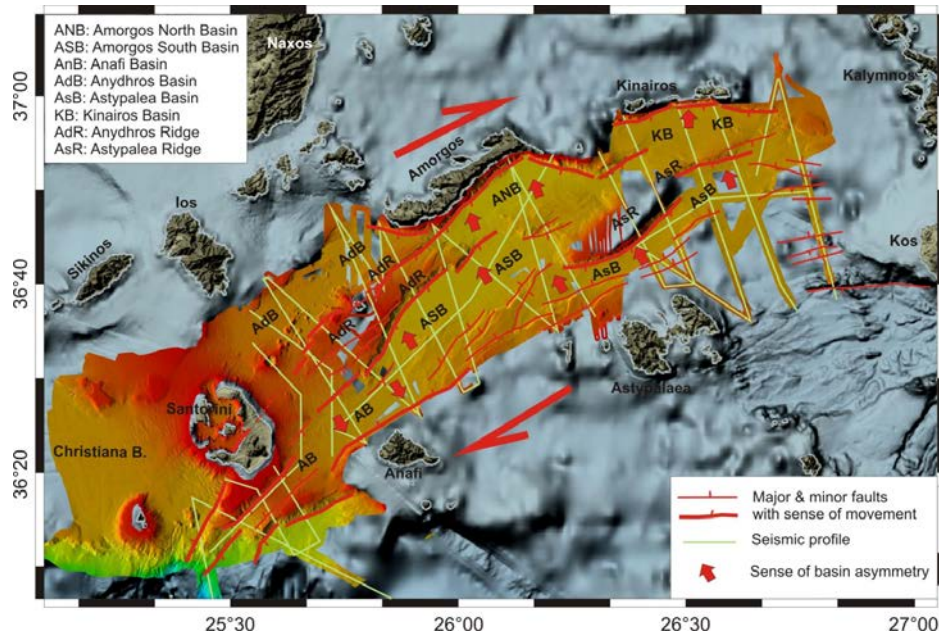 ANB: Amorgos North Basin
ASB: Amorgos South Basin
AnB: Anafi Basin
AdB: Anydhros Basin
AsB: Astypalea Basin
KB: Kinairos Basin
AdR: Anydhros Ridge
AsR: Astypalea Ridge
Naxos
Kinairos
Kalymnos
37°00
36°40
36°20
KB
KB
Amorgos
AsR
AsB
ANB
Ios
AsR
Kos
Sikinos
AdB
AdR
AdR
ASB
AsB
AdB
AdR
ASB
Astypalaea
Santorini
AB
Christiana B.
AB
Anafi
Major & minor faults
with sense of movement
Seismic profile
Sense of basin asymmetry
25°30
26°00
26°30
27°00